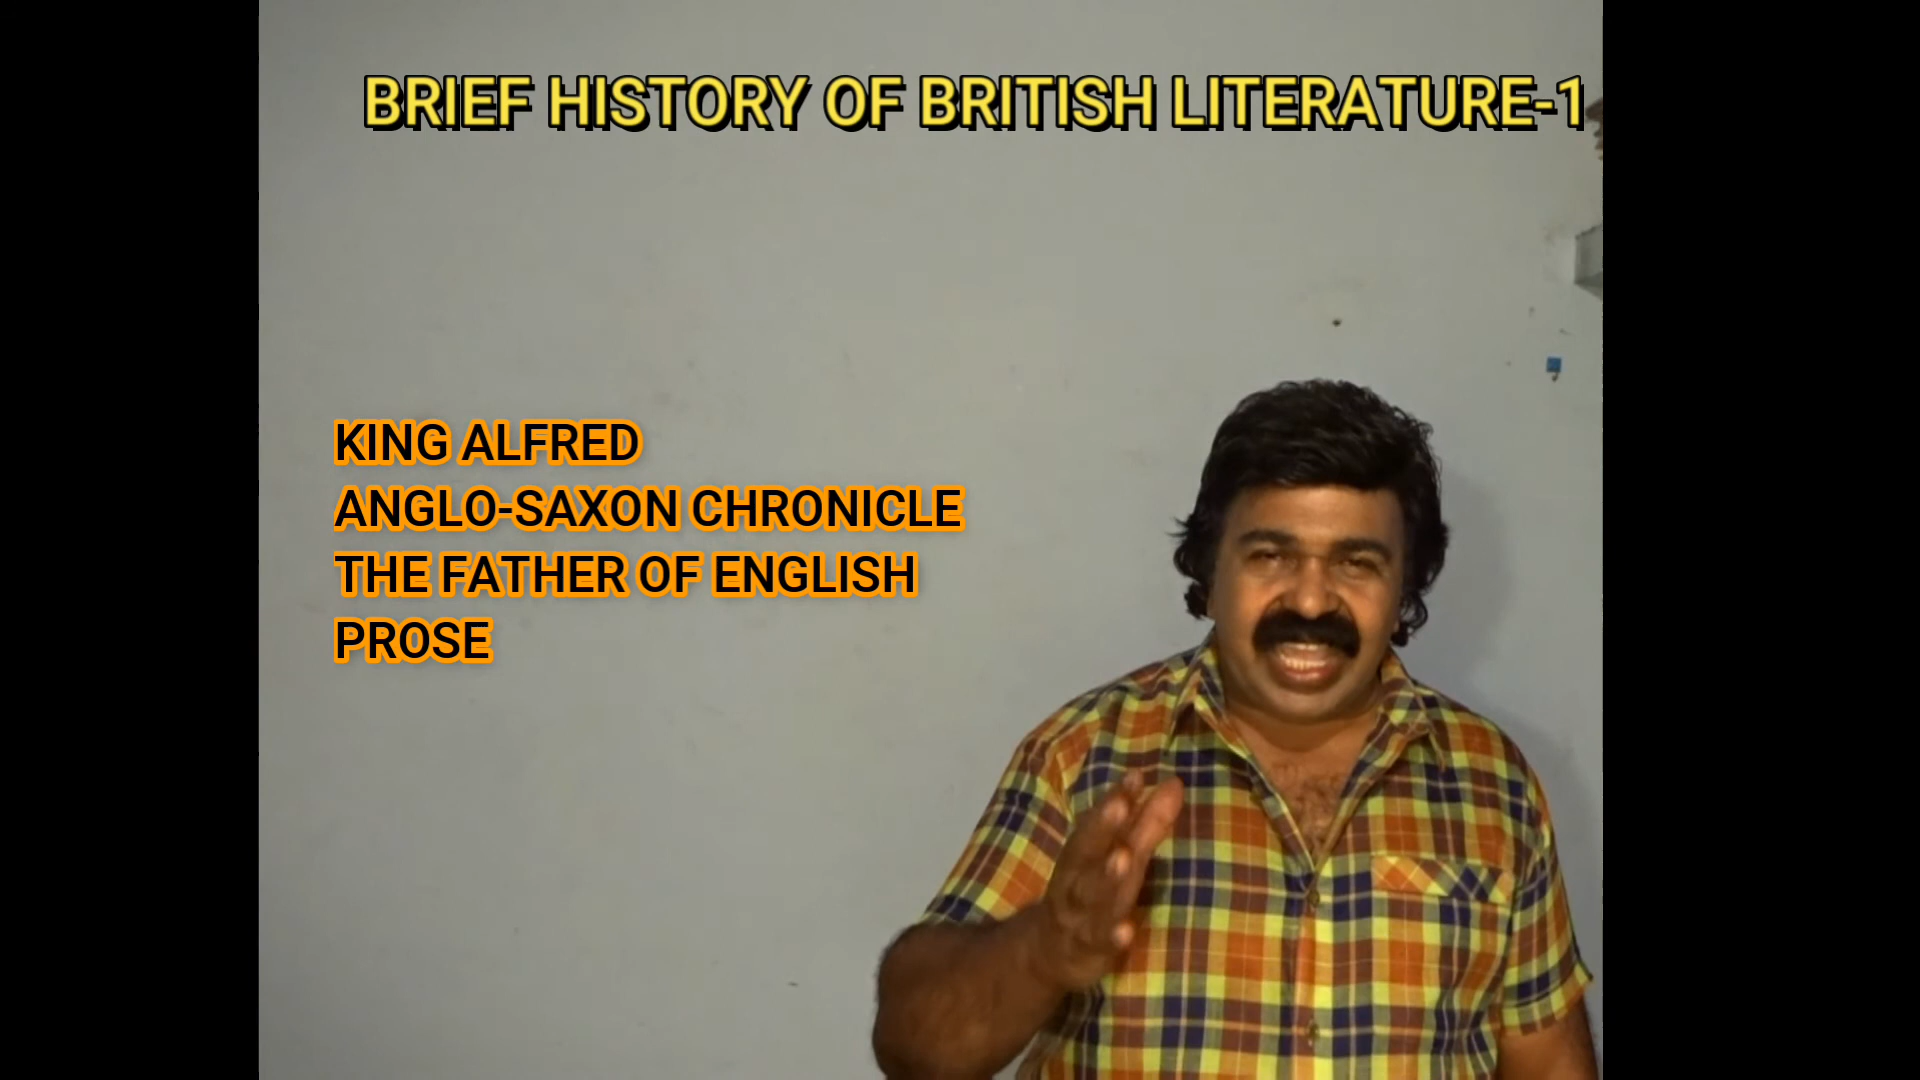 BRIEF HISTORY OF BRITISH LITERATURE-1
KING ALFRED
ANGLO-SAXON CHRONICLE
THE FATHER OF ENGLISH
PROSE